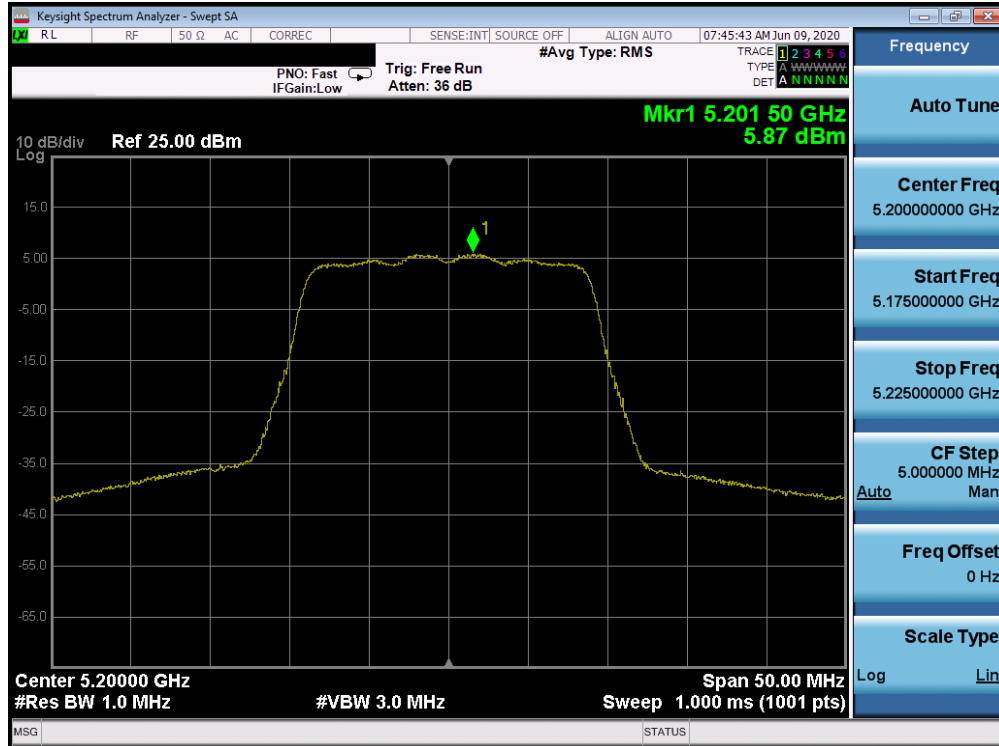 Keysight Spectrum Analyzer - Swept SA
LXI RL RF 50 Ω AC CORREC SENSE:INT SOURCE OFF ALIGN AUTO 07:45:43 AM Jun 09, 2020
#Avg Type: RMS
TRACE 1 2 3 4 5 6
TYPE A WWWWW
DET A N N N N N
PNO: Fast
IFGain:Low
Trig: Free Run
Atten: 36 dB
Mkr1 5.201 50 GHz
5.87 dBm
10 dB/div Ref 25.00 dBm
Log
1
15.0
5.00
-5.00
-15.0
-25.0
-35.0
-45.0
-55.0
-65.0
Center 5.20000 GHz Span 50.00 MHz
#Res BW 1.0 MHz #VBW 3.0 MHz Sweep 1.000 ms (1001 pts)
MSG STATUS
Frequency
Auto Tune
Center Freq
5.200000000 GHz
Start Freq
5.175000000 GHz
Stop Freq
5.225000000 GHz
CF Step
5.000000 MHz
Auto Man
Freq Offset
0 Hz
Scale Type
Log Lin